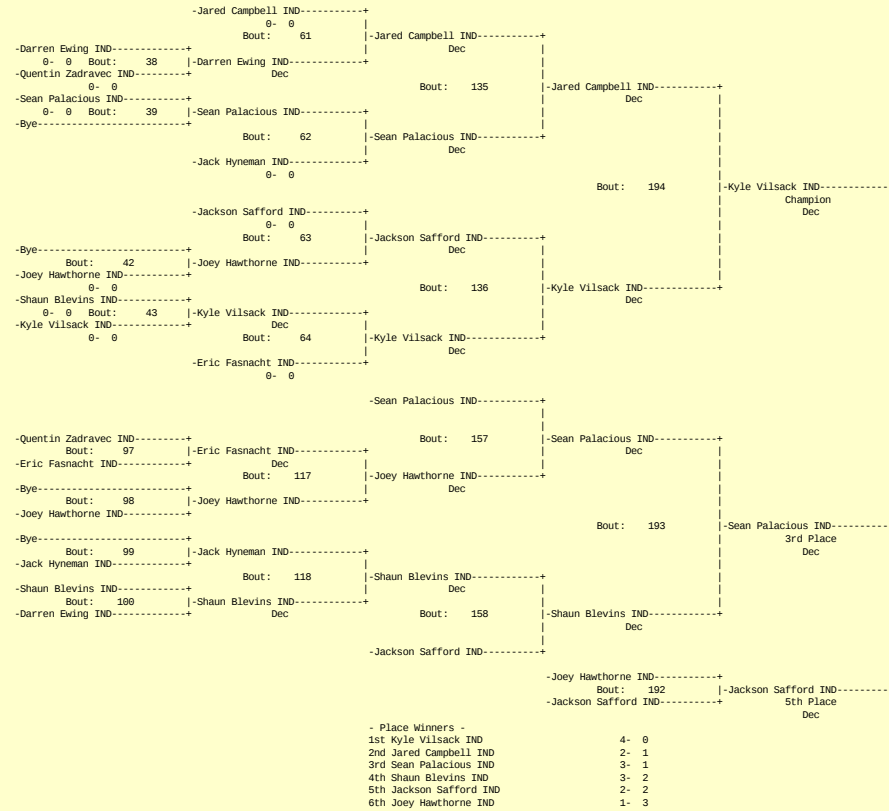 -Jared Campbell IND-----------+
0- 0 |
Bout: 61 |-Jared Campbell IND-----------+
-Darren Ewing IND-------------+ | Dec |
0- 0 Bout: 38 |-Darren Ewing IND-------------+ |
-Quentin Zadravec IND---------+ Dec |
0- 0 Bout: 135 |-Jared Campbell IND-----------+
-Sean Palacious IND-----------+ | Dec |
0- 0 Bout: 39 |-Sean Palacious IND-----------+ | |
-Bye--------------------------+ | | |
Bout: 62 |-Sean Palacious IND-----------+ |
| Dec |
-Jack Hyneman IND-------------+ |
0- 0 |
Bout: 194 |-Kyle Vilsack IND-------------
| Champion
-Jackson Safford IND----------+ | Dec
0- 0 | |
Bout: 63 |-Jackson Safford IND----------+ |
-Bye--------------------------+ | Dec | |
Bout: 42 |-Joey Hawthorne IND-----------+ | |
-Joey Hawthorne IND-----------+ | |
0- 0 Bout: 136 |-Kyle Vilsack IND-------------+
-Shaun Blevins IND------------+ | Dec
0- 0 Bout: 43 |-Kyle Vilsack IND-------------+ |
-Kyle Vilsack IND-------------+ Dec | |
0- 0 Bout: 64 |-Kyle Vilsack IND-------------+
| Dec
-Eric Fasnacht IND------------+
0- 0
-Sean Palacious IND-----------+
|
|
-Quentin Zadravec IND---------+ Bout: 157 |-Sean Palacious IND-----------+
Bout: 97 |-Eric Fasnacht IND------------+ | Dec |
-Eric Fasnacht IND------------+ Dec | | |
Bout: 117 |-Joey Hawthorne IND-----------+ |
-Bye--------------------------+ | Dec |
Bout: 98 |-Joey Hawthorne IND-----------+ |
-Joey Hawthorne IND-----------+ |
Bout: 193 |-Sean Palacious IND-----------
-Bye--------------------------+ | 3rd Place
Bout: 99 |-Jack Hyneman IND-------------+ | Dec
-Jack Hyneman IND-------------+ | |
Bout: 118 |-Shaun Blevins IND------------+ |
-Shaun Blevins IND------------+ | Dec | |
Bout: 100 |-Shaun Blevins IND------------+ | |
-Darren Ewing IND-------------+ Dec Bout: 158 |-Shaun Blevins IND------------+
| Dec
|
-Jackson Safford IND----------+
-Joey Hawthorne IND-----------+
Bout: 192 |-Jackson Safford IND----------
-Jackson Safford IND----------+ 5th Place
Dec
- Place Winners -
1st Kyle Vilsack IND 4- 0
2nd Jared Campbell IND 2- 1
3rd Sean Palacious IND 3- 1
4th Shaun Blevins IND 3- 2
5th Jackson Safford IND 2- 2
6th Joey Hawthorne IND 1- 3